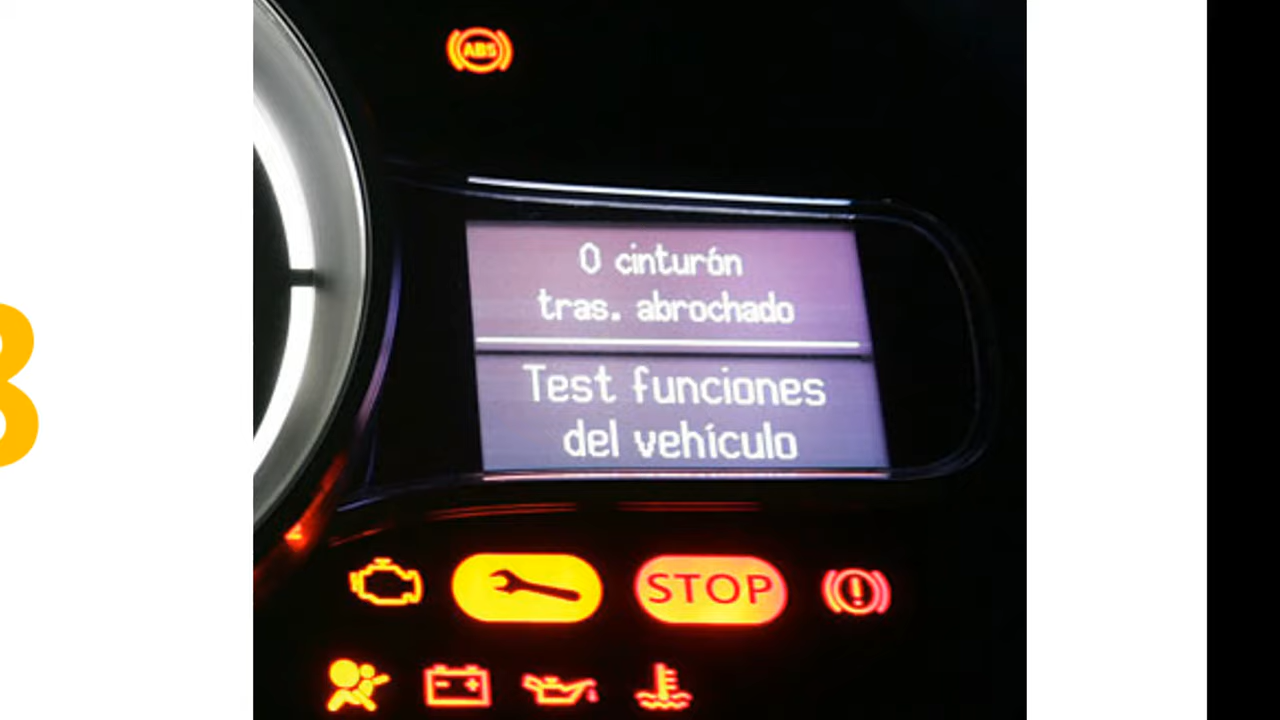 ABS
0 cinturón
tras. abrochado
Test funciones
del vehículo
STOP